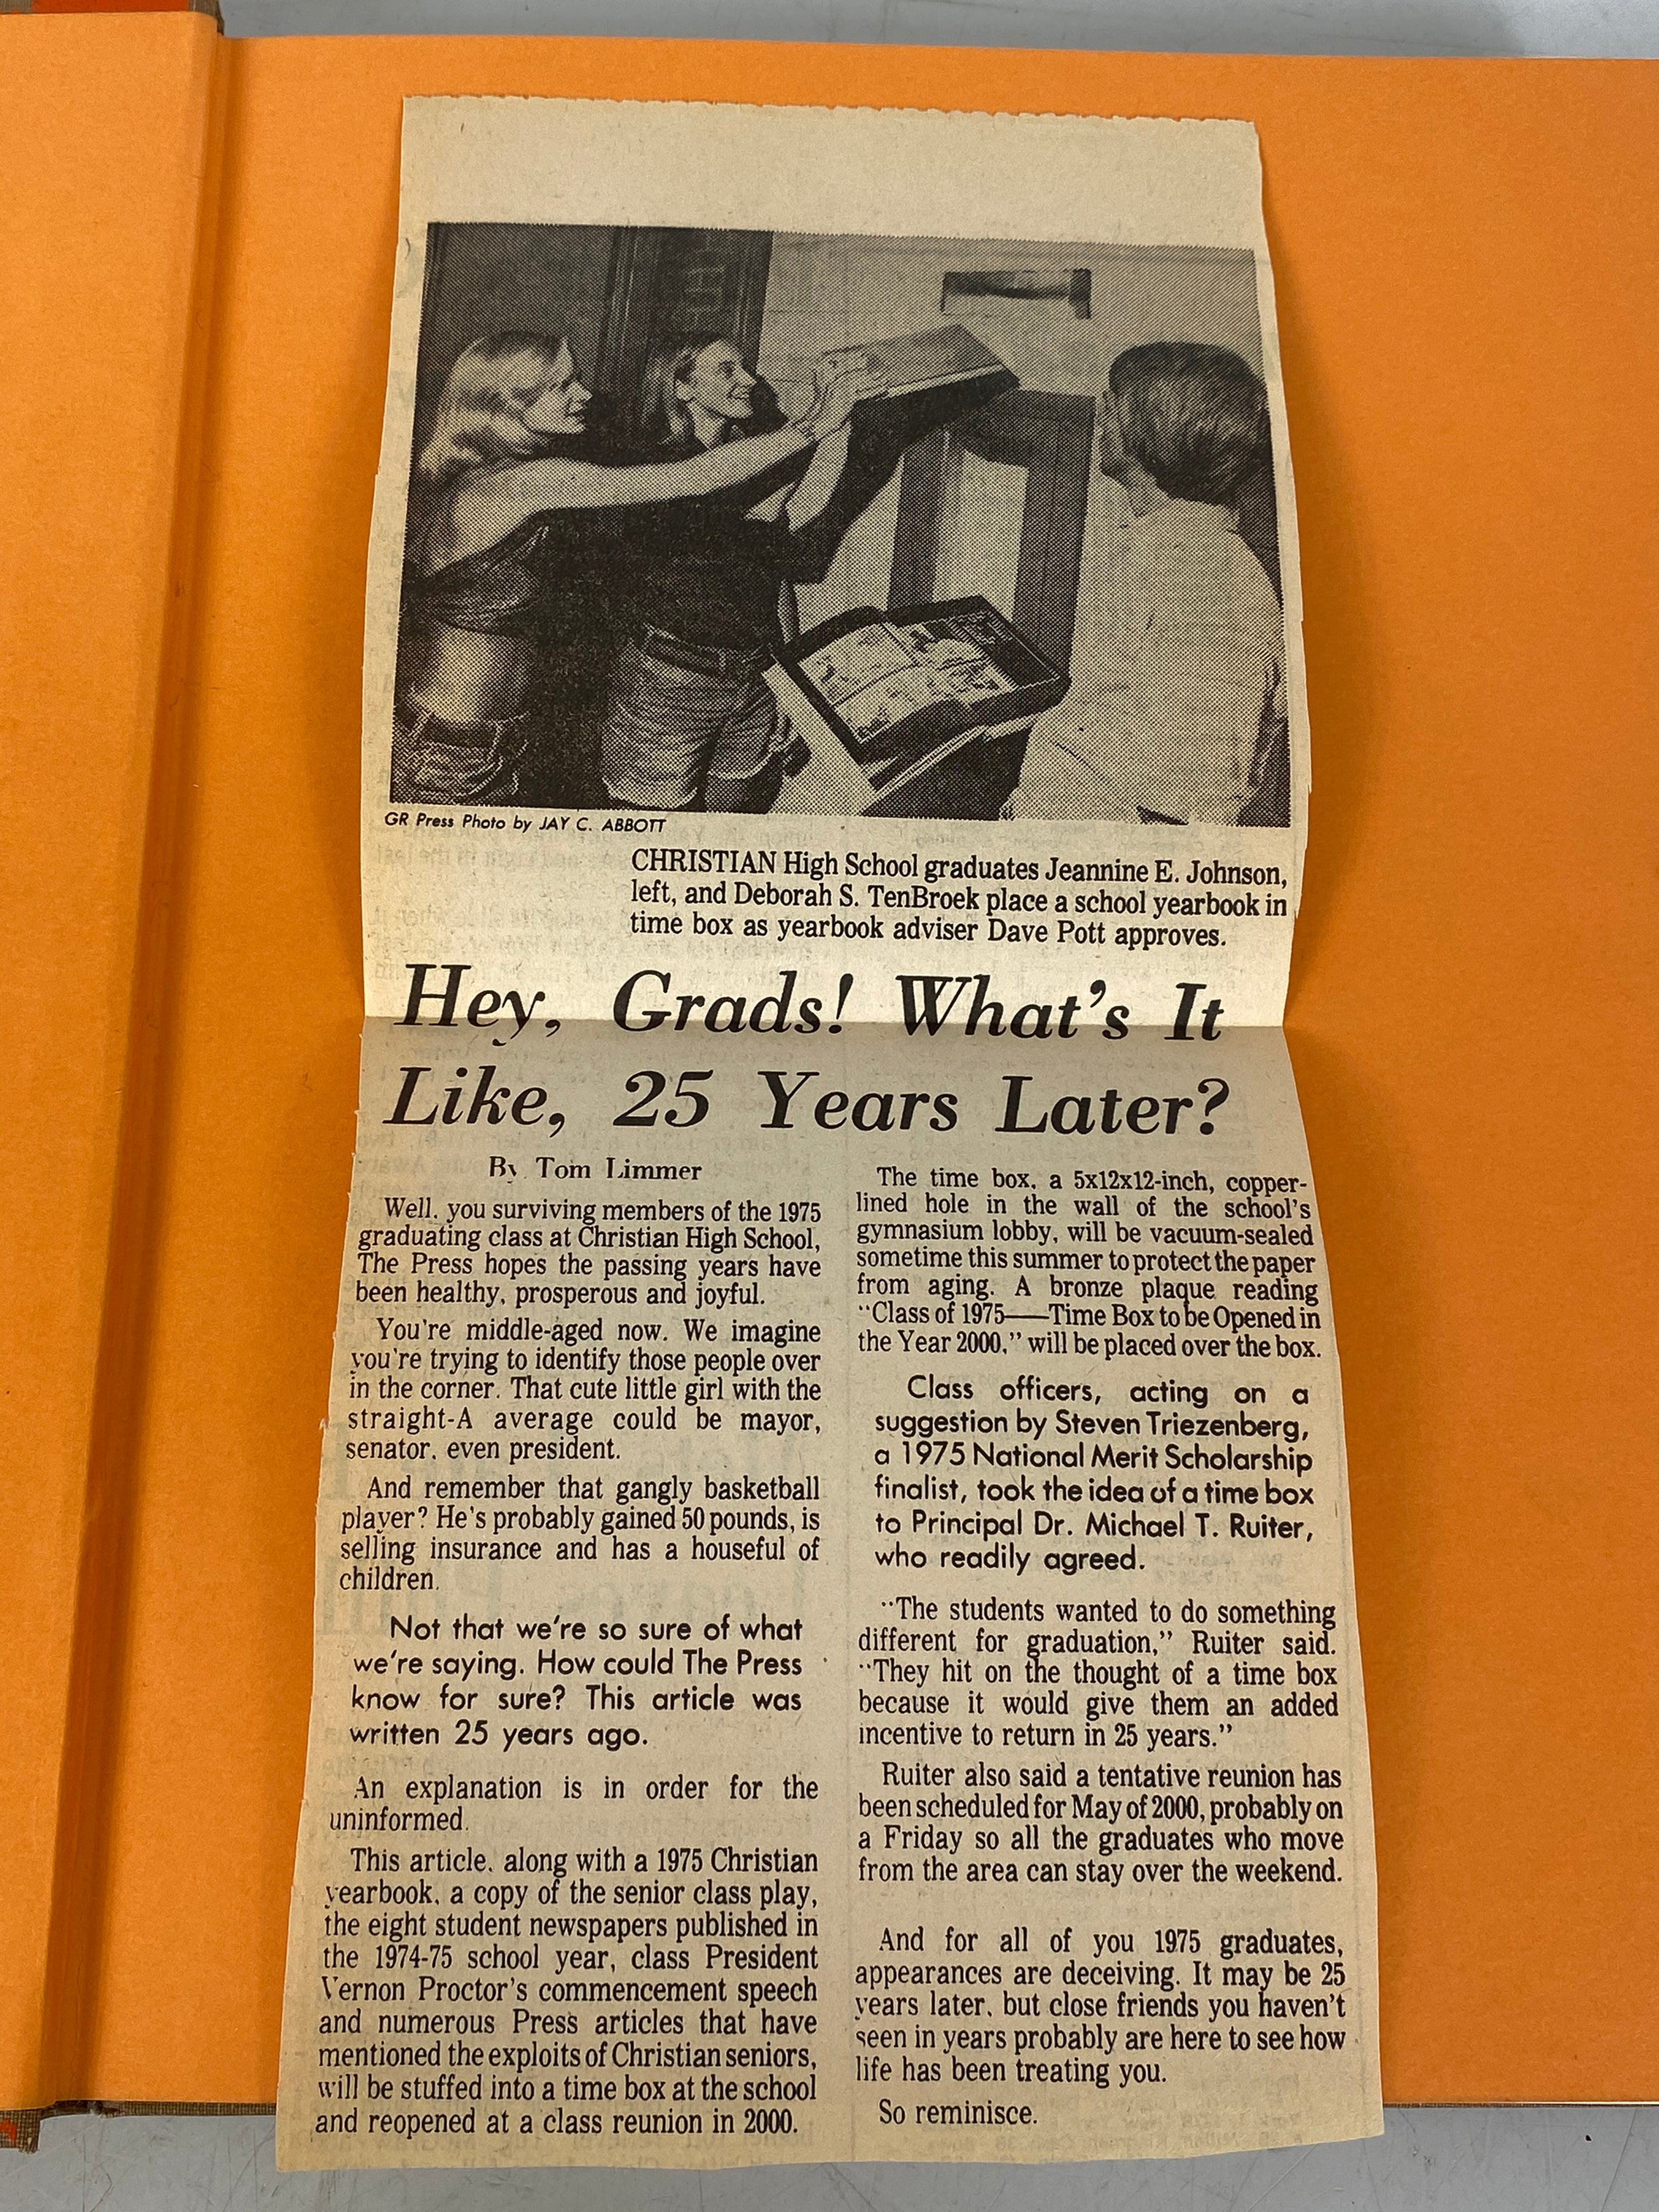 GR Press Photo by JAY C. ABBOTT
CHRISTIAN High School graduates Jeannine E. Johnson,
left, and Deborah S. TenBroek place a school yearbook in
time box as yearbook adviser Dave Pott approves.
Hey, Grads! What's It
Like, 25 Years Later?
By Tom Limmer
Well, you surviving members of the 1975
graduating class at Christian High School,
The Press hopes the passing years have
been healthy, prosperous and joyful.
You're middle-aged now. We imagine
you're trying to identify those people over
in the corner. That cute little girl with the
straight-A average could be mayor,
senator, even president.
And remember that gangly basketball
player? He's probably gained 50 pounds, is
selling insurance and has a houseful of
children.
Not that we're so sure of what
we're saying. How could The Press
know for sure? This article was
written 25 years ago.
An explanation is in order for the
uninformed.
This article, along with a 1975 Christian
yearbook, a copy of the senior class play,
the eight student newspapers published in
the 1974-75 school year, class President
Vernon Proctor's commencement speech
and numerous Press articles that have
mentioned the exploits of Christian seniors,
will be stuffed into a time box at the school
and reopened at a class reunion in 2000.
The time box, a 5x12x12-inch, copper-
lined hole in the wall of the school's
gymnasium lobby, will be vacuum-sealed
sometime this summer to protect the paper
from aging. A bronze plaque reading
"Class of 1975——Time Box to be Opened in
the Year 2000," will be placed over the box.
Class officers, acting on a
suggestion by Steven Triezenberg,
a 1975 National Merit Scholarship
finalist, took the idea of a time box
to Principal Dr. Michael T. Ruiter,
who readily agreed.
"The students wanted to do something
different for graduation," Ruiter said.
"They hit on the thought of a time box
because it would give them an added
incentive to return in 25 years."
Ruiter also said a tentative reunion has
been scheduled for May of 2000, probably on
a Friday so all the graduates who move
from the area can stay over the weekend.
And for all of you 1975 graduates,
appearances are deceiving. It may be 25
years later, but close friends you haven't
seen in years probably are here to see how
life has been treating you.
So reminisce.